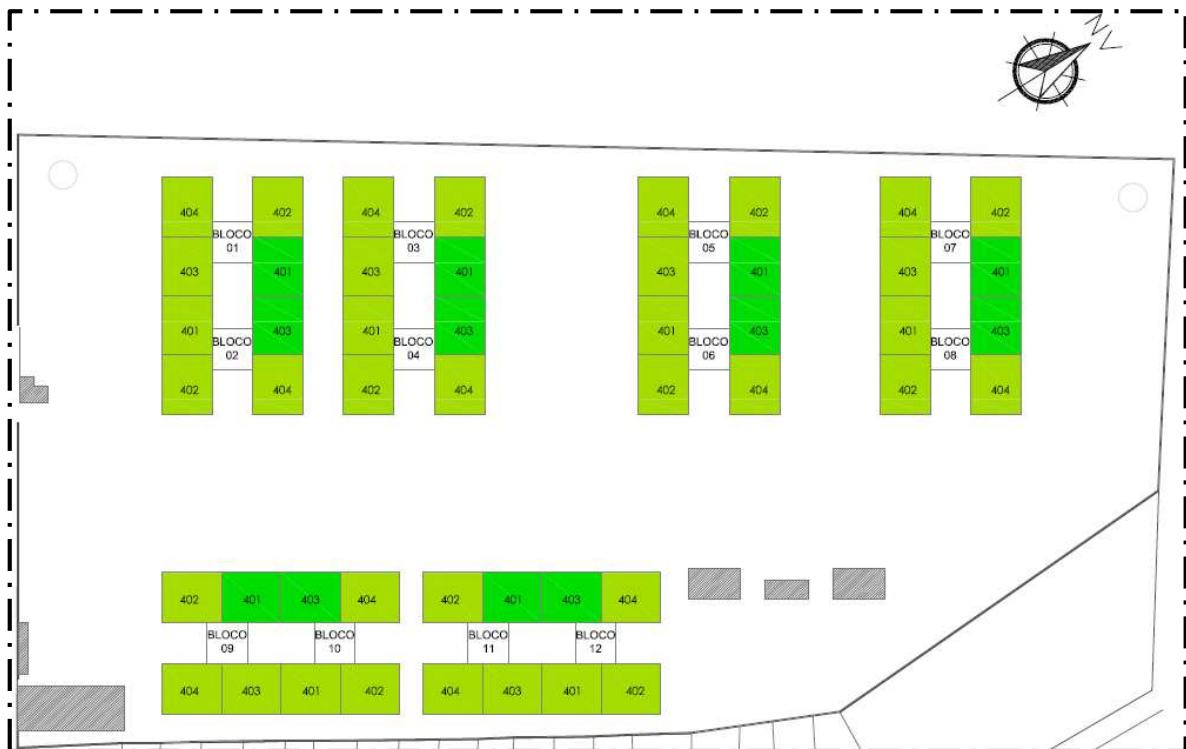 N
404 402 404 402 404 402 404 402
BLOCO BLOCO BLOCO BLOCO
01 03 05 07
403 401 403 401 403 401 403 401
401 403 401 403 401 403 401 403
BLOCO BLOCO BLOCO BLOCO
02 04 06 08
402 404 402 404 402 404 402 404
402 401 403 404 402 401 403 404
BLOCO BLOCO BLOCO BLOCO
09 10 11 12
404 403 401 402 404 403 401 402